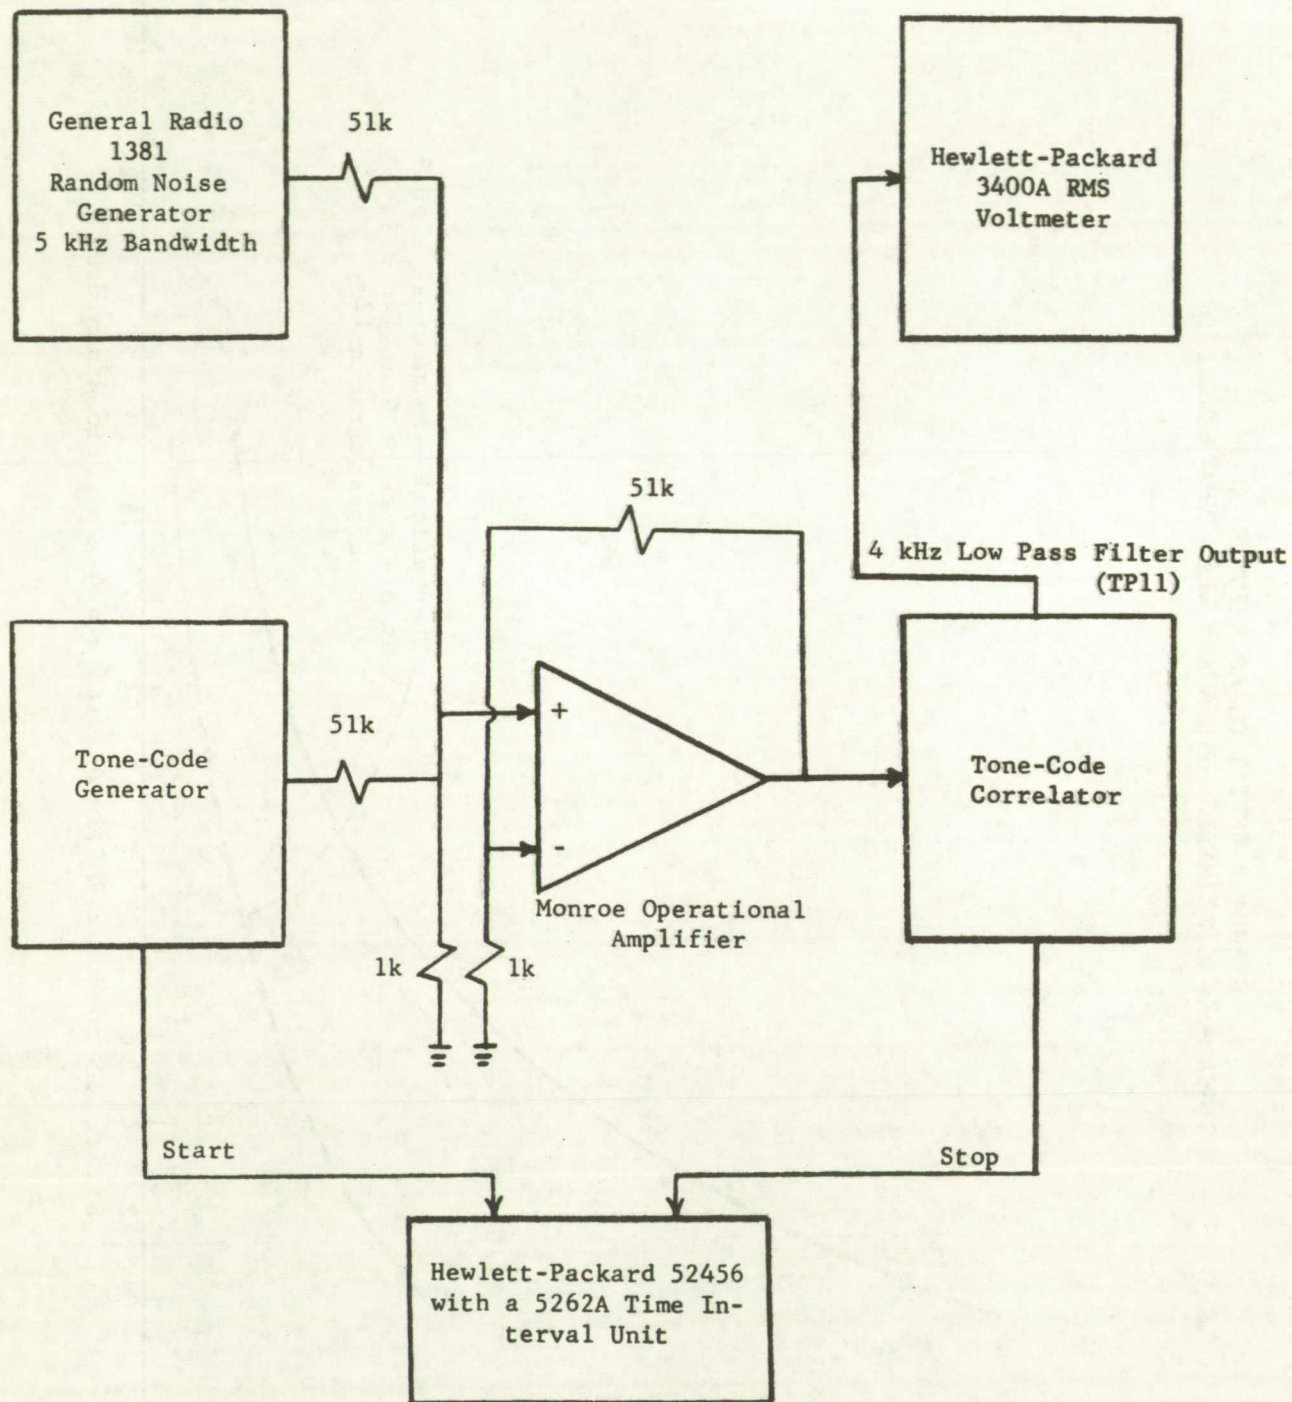 General Radio
1381
Random Noise
Generator
5 kHz Bandwidth
51k
Hewlett-Packard
3400A RMS
Voltmeter
51k
4 kHz Low Pass Filter Output
(TP11)
Tone-Code
Generator
51k
+
-
Monroe Operational
Amplifier
Tone-Code
Correlator
1k
1k
Start
Stop
Hewlett-Packard 52456
with a 5262A Time In-
terval Unit